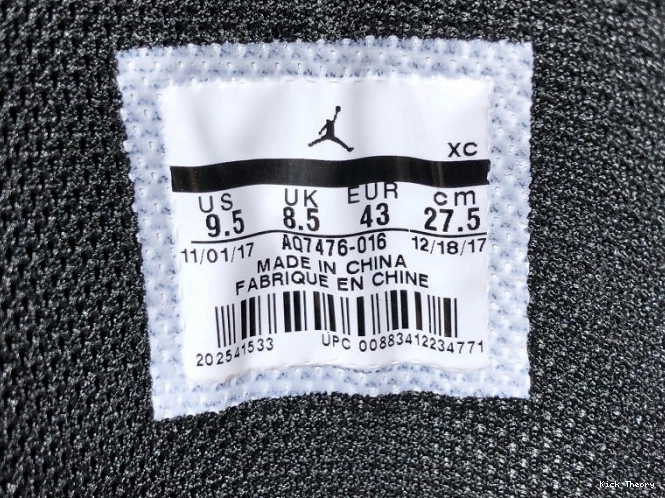 XC
US UK EUR cm
9.5 8.5 43 27.5
11/01/17 AQ7476-016 12/18/17
MADE IN CHINA
FABRIQUE EN CHINE
202541533 UPC 00883412234771
Kick Theory